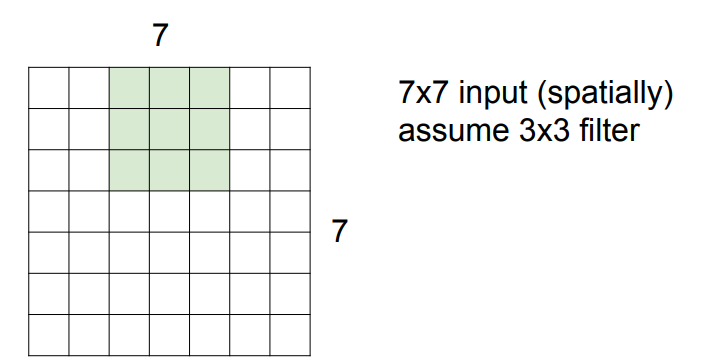 7
7x7 input (spatially)
assume 3x3 filter
7